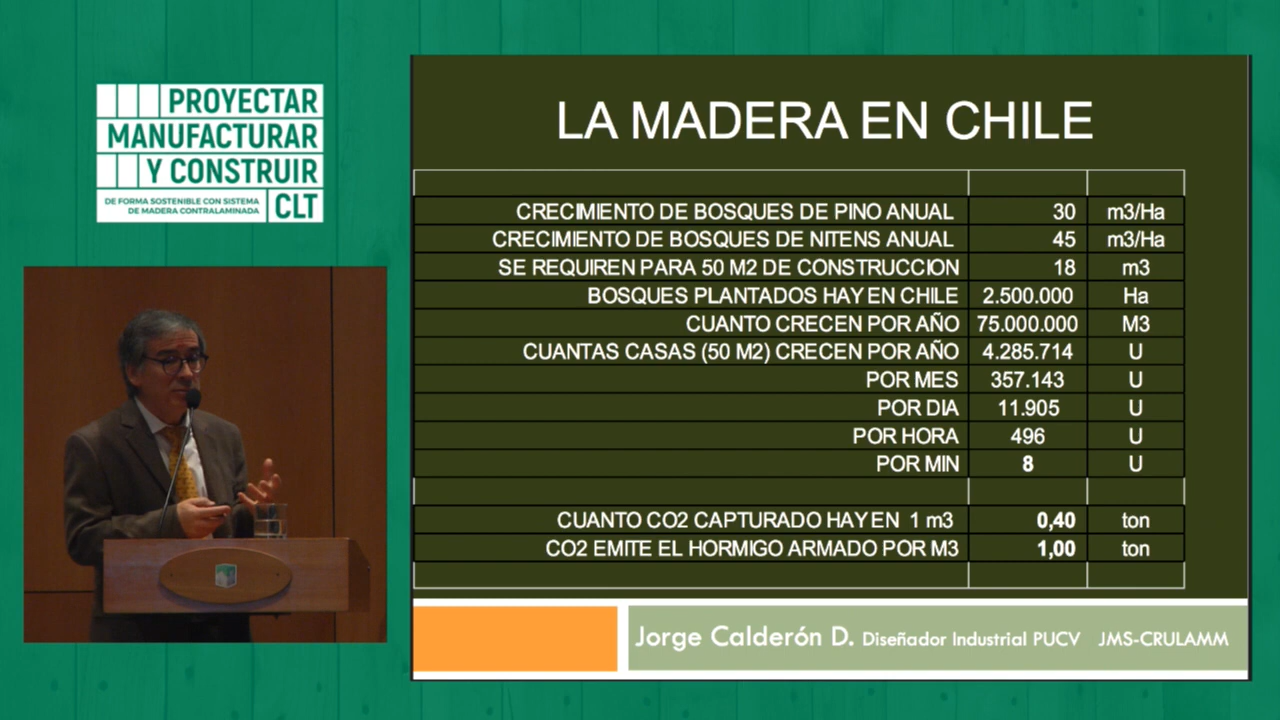 PROYECTAR
MANUFACTURAR
Y CONSTRUIR
DE FORMA SOSTENIBLE CON SISTEMA
DE MADERA CONTRALAMINADA
CLT
LA MADERA EN CHILE
CRECIMIENTO DE BOSQUES DE PINO ANUAL 30 m3/Ha
CRECIMIENTO DE BOSQUES DE NITENS ANUAL 45 m3/Ha
SE REQUIREN PARA 50 M2 DE CONSTRUCCION 18 m3
BOSQUES PLANTADOS HAY EN CHILE 2.500.000 Ha
CUANTO CRECEN POR AÑO 75.000.000 M3
CUANTAS CASAS (50 M2) CRECEN POR AÑO 4.285.714 U
POR MES 357.143 U
POR DIA 11.905 U
POR HORA 496 U
POR MIN 8 U
CUANTO CO2 CAPTURADO HAY EN 1 m3 0,40 ton
CO2 EMITE EL HORMIGO ARMADO POR M3 1,00 ton
Jorge Calderón D. Diseñador Industrial PUCV JMS-CRULAMM